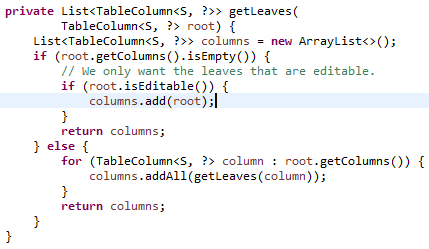 private List<TableColumn<S, ?>> getLeaves(
        TableColumn<S, ?> root) {
    List<TableColumn<S, ?>> columns = new ArrayList<>();
    if (root.getColumns().isEmpty()) {
        // We only want the leaves that are editable.
        if (root.isEditable()) {
            columns.add(root);
        }
        return columns;
    } else {
        for (TableColumn<S, ?> column : root.getColumns()) {
            columns.addAll(getLeaves(column));
        }
        return columns;
    }
}